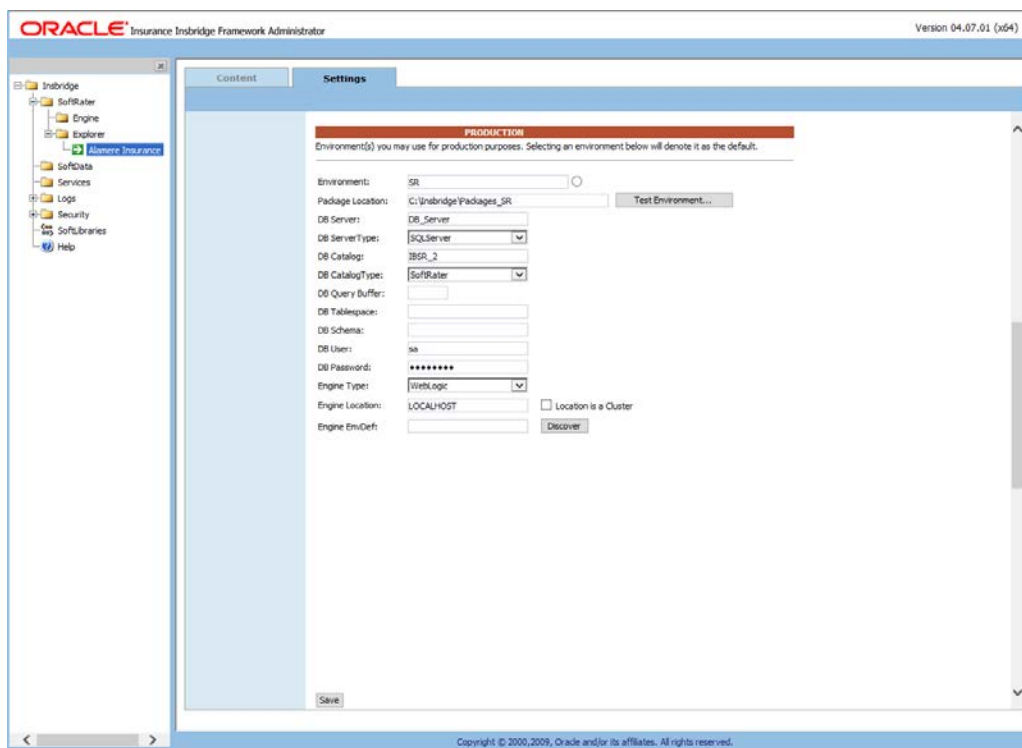 ORACLE® Insurance Insbridge Framework Administrator
Version 04.07.01 (x64)
Insbridge
SoftRater
Engine
Explorer
Alamere Insurance
SoftData
Services
Logs
Security
SoftLibraries
Help
Content
Settings
PRODUCTION
Environment(s) you may use for production purposes. Selecting an environment below will denote it as the default.
Environment: SR
Package Location: C:\Insbridge\Packages_SR Test Environment...
DB Server: DB_Server
DB ServerType: SQLServer
DB Catalog: IBSR_2
DB CatalogType: SoftRater
DB Query Buffer:
DB Tablespace:
DB Schema:
DB User: sa
DB Password: ••••••••
Engine Type: WebLogic
Engine Location: LOCALHOST Location is a Cluster
Engine EnvDef: Discover
Save
Copyright © 2000,2009, Oracle and/or its affiliates. All rights reserved.